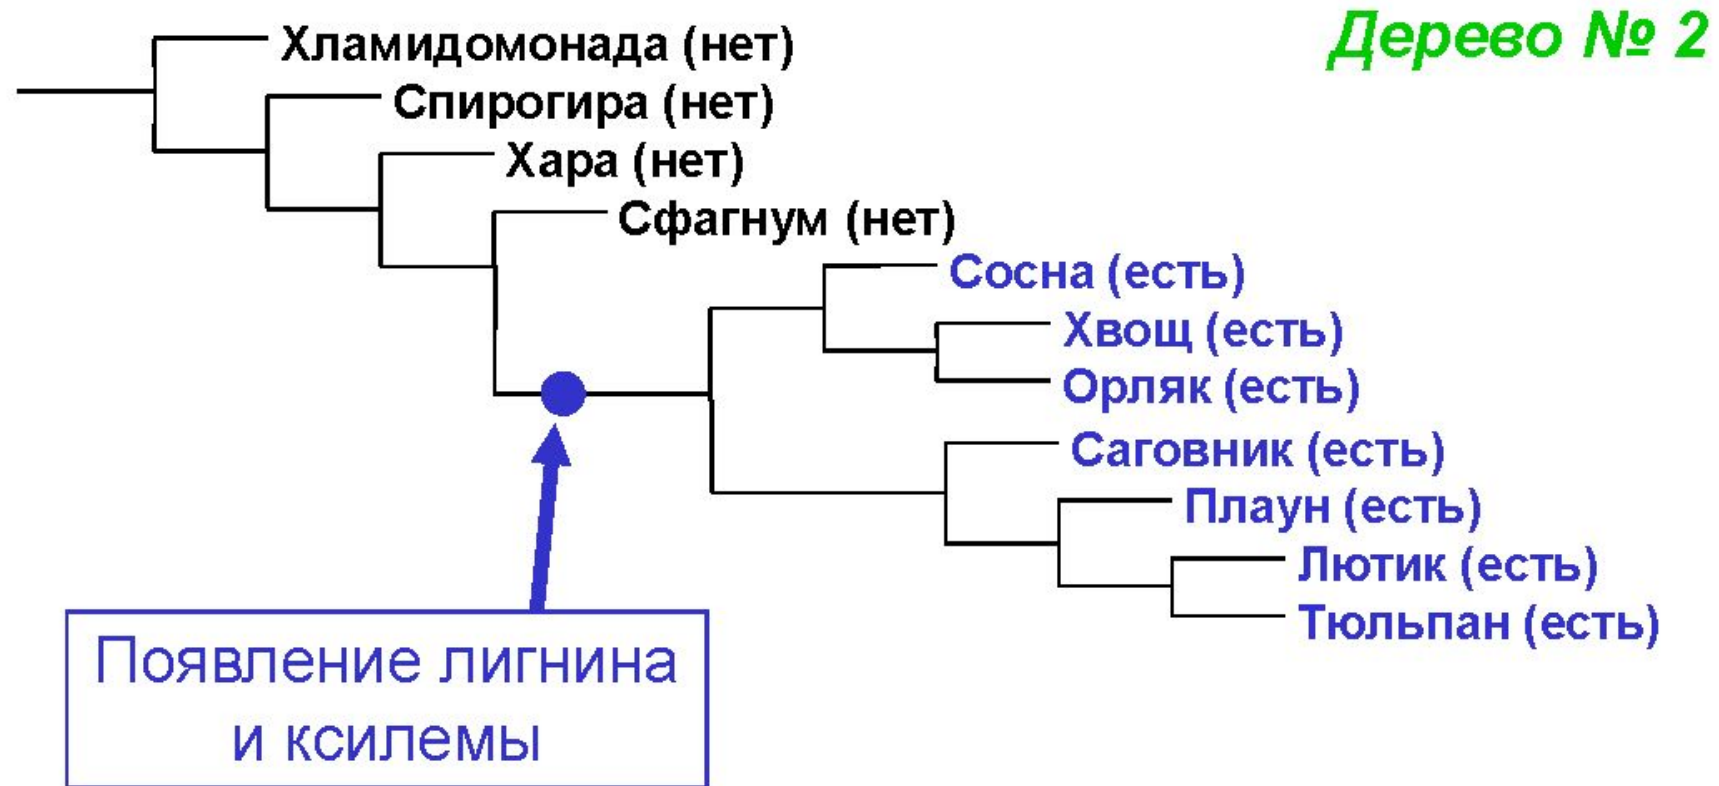 Дерево № 2
Хламидомонада (нет)
Спирогира (нет)
Хара (нет)
Сфагнум (нет)
Сосна (есть)
Хвощ (есть)
Орляк (есть)
Саговник (есть)
Плаун (есть)
Лютик (есть)
Тюльпан (есть)
Появление лигнина
и ксилемы